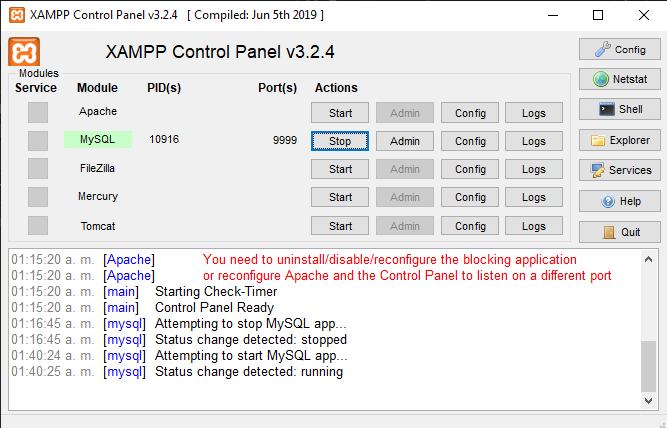 XAMPP Control Panel v3.2.4   [ Compiled: Jun 5th 2019 ]
XAMPP Control Panel v3.2.4
Config
Modules
Service Module PID(s) Port(s) Actions
Netstat
Apache Start Admin Config Logs
Shell
MySQL 10916 9999 Stop Admin Config Logs
Explorer
FileZilla Start Admin Config Logs
Services
Mercury Start Admin Config Logs
Help
Tomcat Start Admin Config Logs
Quit
01:15:20 a. m. [Apache] You need to uninstall/disable/reconfigure the blocking application
01:15:20 a. m. [Apache] or reconfigure Apache and the Control Panel to listen on a different port
01:15:20 a. m. [main] Starting Check-Timer
01:15:20 a. m. [main] Control Panel Ready
01:16:45 a. m. [mysql] Attempting to stop MySQL app...
01:16:45 a. m. [mysql] Status change detected: stopped
01:40:24 a. m. [mysql] Attempting to start MySQL app...
01:40:25 a. m. [mysql] Status change detected: running